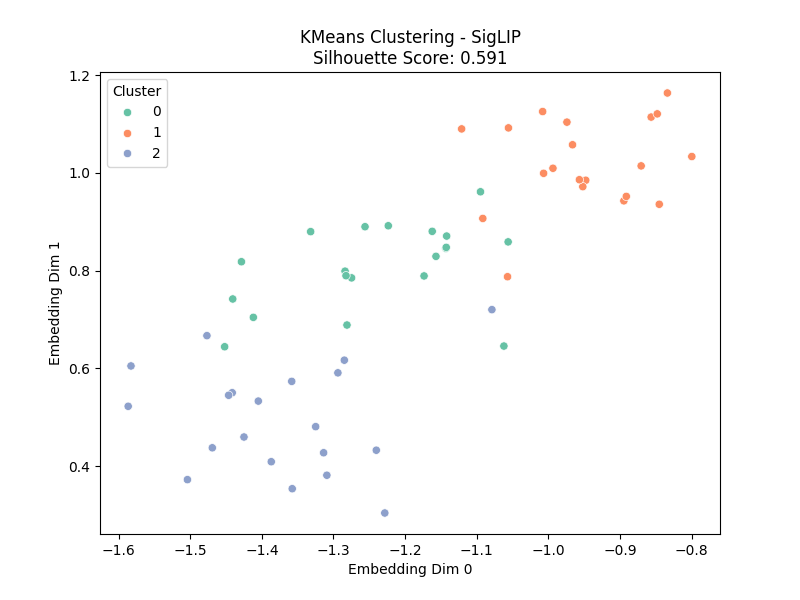 KMeans Clustering - SigLIP
Silhouette Score: 0.591
Cluster
0
1
2
1.2
1.0
0.8
0.6
0.4
Embedding Dim 1
−1.6 −1.5 −1.4 −1.3 −1.2 −1.1 −1.0 −0.9 −0.8
Embedding Dim 0